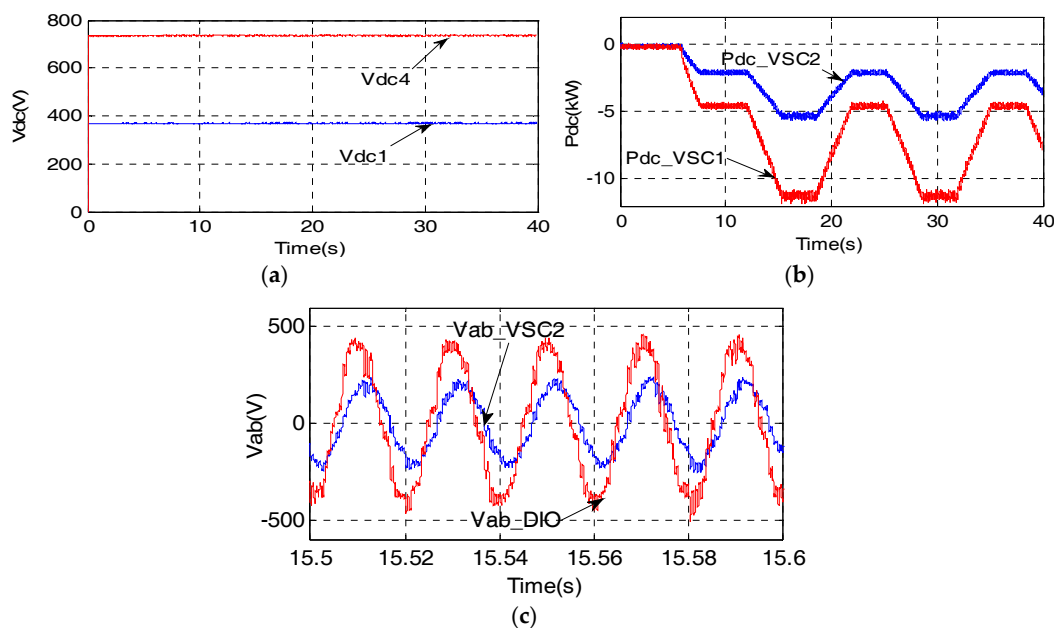 800
600
400
200
0
Vdc(V)
Vdc4
Vdc1
0 10 20 30 40
Time(s)
(a)
0
-5
-10
Pdc(kW)
Pdc_VSC2
Pdc_VSC1
0 10 20 30 40
Time(s)
(b)
500
0
-500
Vab(V)
Vab_VSC2
Vab_DIO
15.5 15.52 15.54 15.56 15.58 15.6
Time(s)
(c)